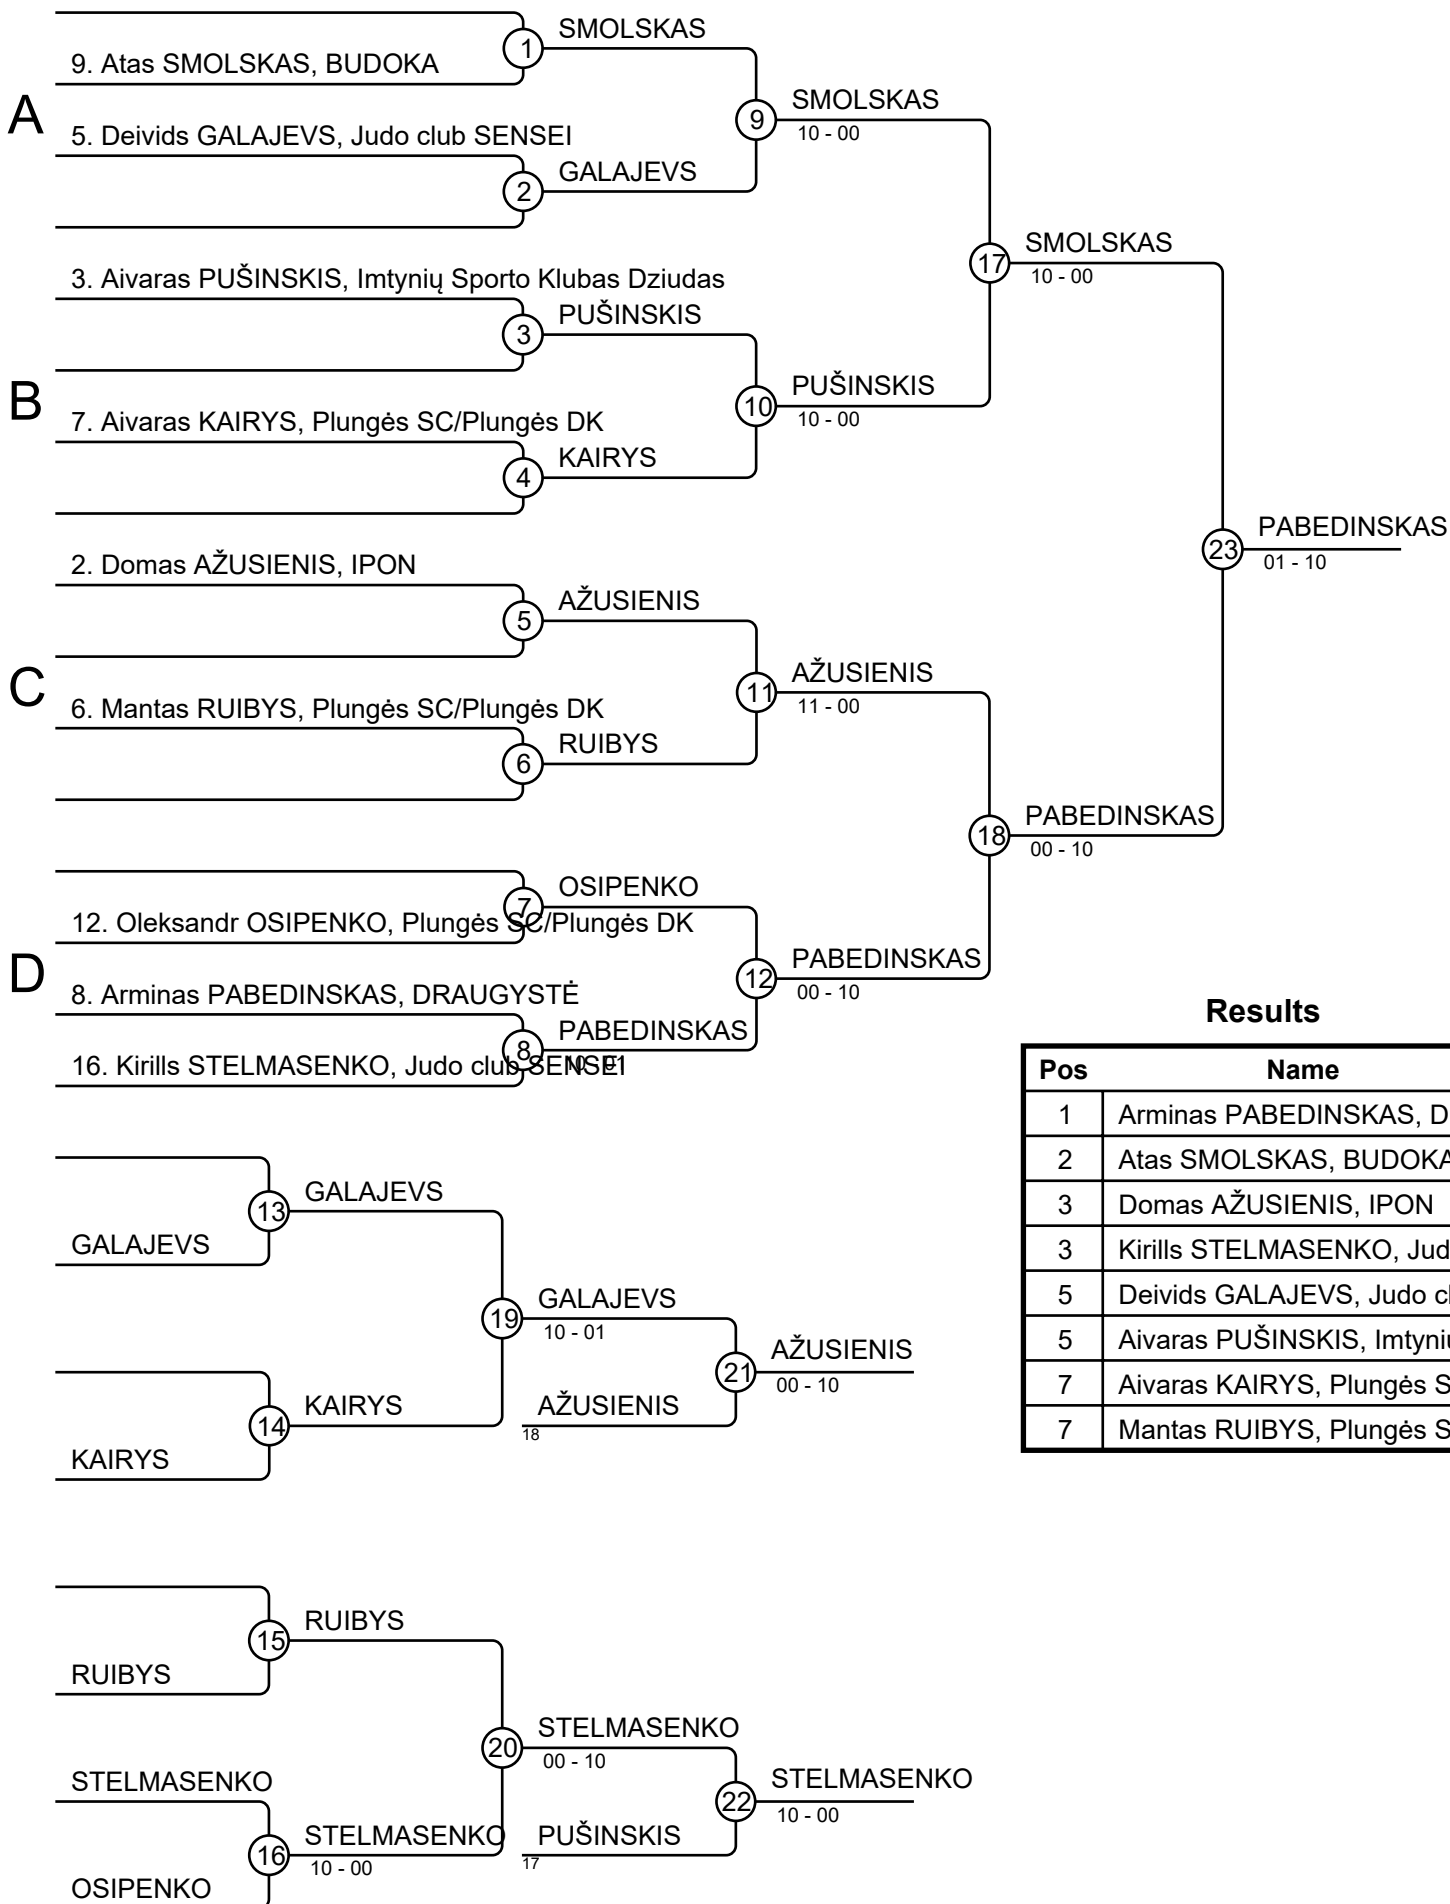 SMOLSKAS
1
9. Atas SMOLSKAS, BUDOKA
A
SMOLSKAS
9
10 - 00
5. Deivids GALAJEVS, Judo club SENSEI
GALAJEVS
2
SMOLSKAS
17
10 - 00
3. Aivaras PUŠINSKIS, Imtynių Sporto Klubas Dziudas
PUŠINSKIS
3
B
PUŠINSKIS
10
10 - 00
7. Aivaras KAIRYS, Plungės SC/Plungės DK
KAIRYS
4
PABEDINSKAS
23
01 - 10
2. Domas AŽUSIENIS, IPON
AŽUSIENIS
5
C
AŽUSIENIS
11
11 - 00
6. Mantas RUIBYS, Plungės SC/Plungės DK
RUIBYS
6
PABEDINSKAS
18
00 - 10
OSIPENKO
7
12. Oleksandr OSIPENKO, Plungės SC/Plungės DK
D
PABEDINSKAS
12
00 - 10
8. Arminas PABEDINSKAS, DRAUGYSTĖ
PABEDINSKAS
8
10 - 01
16. Kirills STELMASENKO, Judo club SENSEI
Results
Pos Name
1 Arminas PABEDINSKAS, D
2 Atas SMOLSKAS, BUDOKA
3 Domas AŽUSIENIS, IPON
3 Kirills STELMASENKO, Jud
5 Deivids GALAJEVS, Judo cl
5 Aivaras PUŠINSKIS, Imtynių
7 Aivaras KAIRYS, Plungės S
7 Mantas RUIBYS, Plungės S
GALAJEVS
13
GALAJEVS
GALAJEVS
19
10 - 01
AŽUSIENIS
21
00 - 10
KAIRYS
14
AŽUSIENIS
18
KAIRYS
RUIBYS
15
RUIBYS
STELMASENKO
20
00 - 10
STELMASENKO
STELMASENKO
22
10 - 00
STELMASENKO
16
10 - 00
PUŠINSKIS
17
OSIPENKO